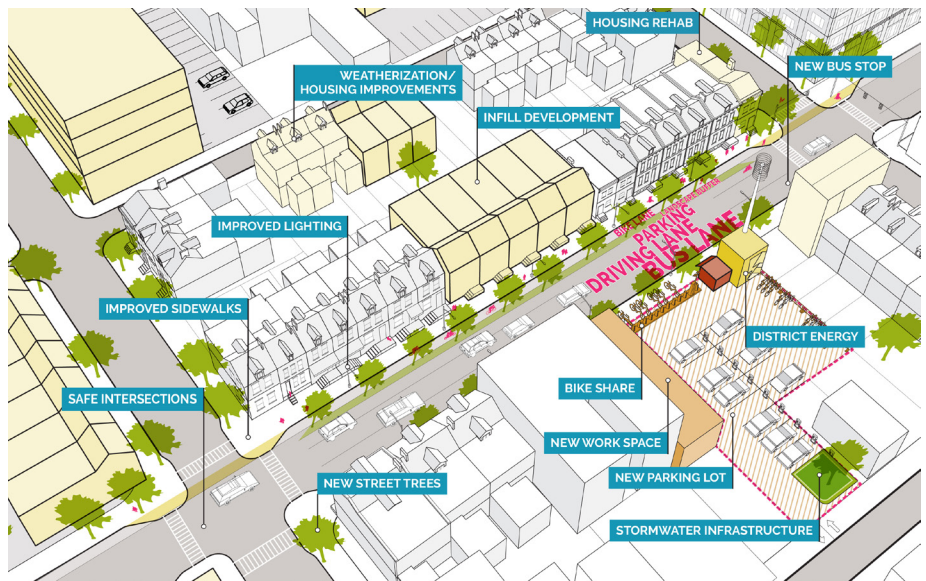 HOUSING REHAB
NEW BUS STOP
WEATHERIZATION/
HOUSING IMPROVEMENTS
INFILL DEVELOPMENT
IMPROVED LIGHTING
BIKE LANE
LANDSCAPE BUFFER
PARKING
DRIVING LANE
BUS LANE
IMPROVED SIDEWALKS
DISTRICT ENERGY
SAFE INTERSECTIONS
BIKE SHARE
NEW WORK SPACE
NEW STREET TREES
NEW PARKING LOT
STORMWATER INFRASTRUCTURE